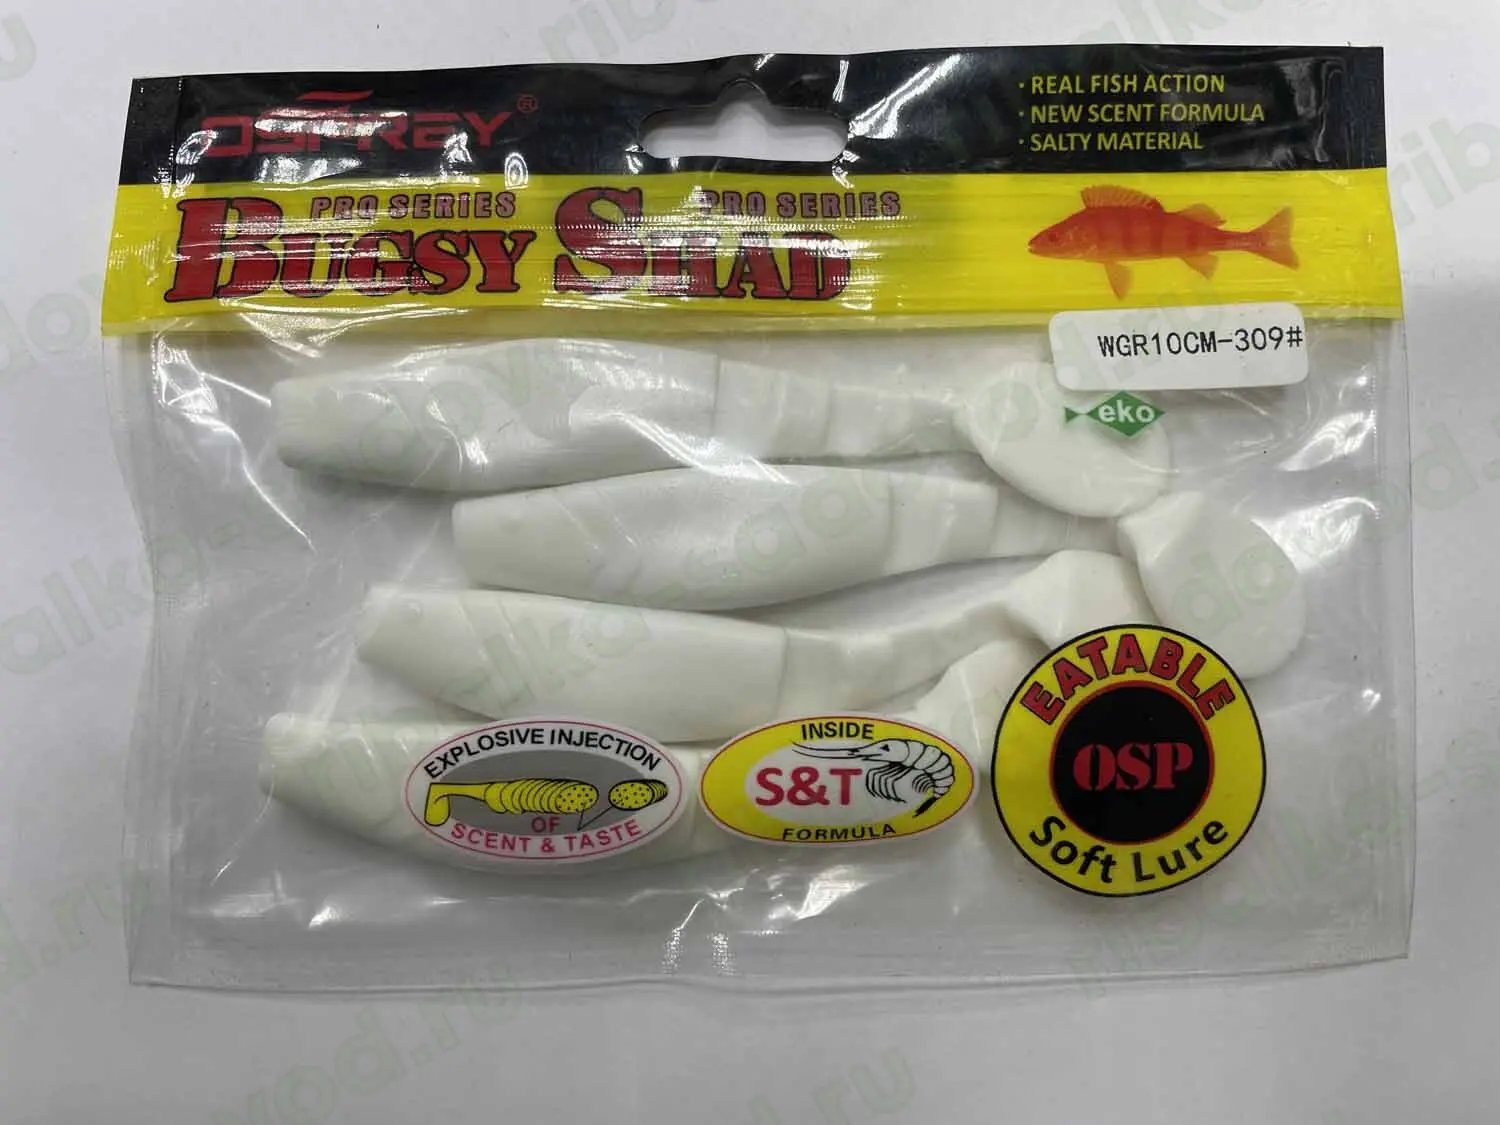 OSPREY®
· REAL FISH ACTION
· NEW SCENT FORMULA
· SALTY MATERIAL
PRO SERIES PRO SERIES
BUGSY SHAD
WGR10CM-309#
eko
EXPLOSIVE INJECTION
OF
SCENT & TASTE
INSIDE
S&T
FORMULA
EATABLE
OSP
Soft Lure